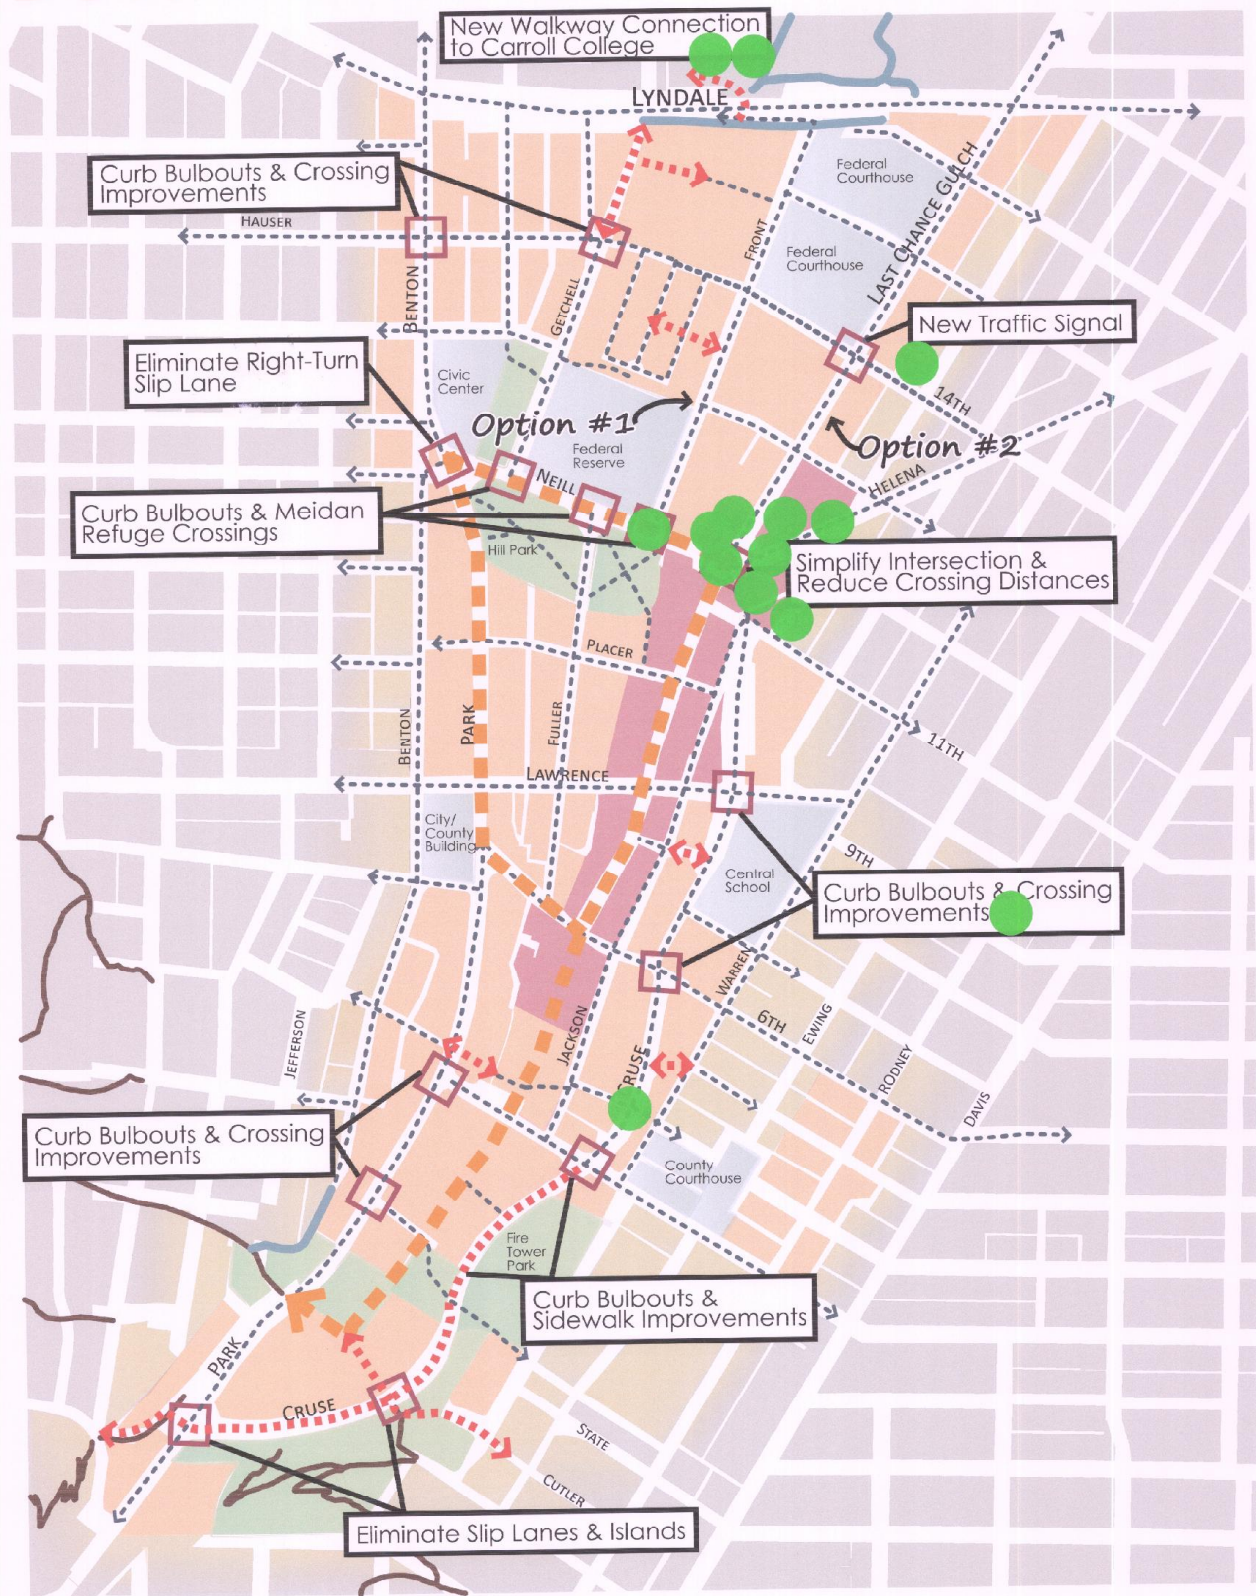 New Walkway Connection
to Carroll College
LYNDALE
Federal
Courthouse
Curb Bulbouts & Crossing
Improvements
HAUSER
FRONT
Federal
Courthouse
LAST CHANCE GULCH
BENTON
GETCHELL
New Traffic Signal
Eliminate Right-Turn
Slip Lane
Civic
Center
14TH
Option #1
Option #2
Federal
Reserve
NEILL
HELENA
Curb Bulbouts & Meidan
Refuge Crossings
Hill Park
Simplify Intersection &
Reduce Crossing Distances
PLACER
BENTON
PARK
FULLER
11TH
LAWRENCE
City/
County
Building
9TH
Central
School
Curb Bulbouts & Crossing
Improvements
WARREN
JEFFERSON
JACKSON
6TH
EWING
RODNEY
DAVIS
Curb Bulbouts & Crossing
Improvements
County
Courthouse
Fire
Tower
Park
Curb Bulbouts &
Sidewalk Improvements
PARK
CRUSE
STATE
CUTLER
Eliminate Slip Lanes & Islands